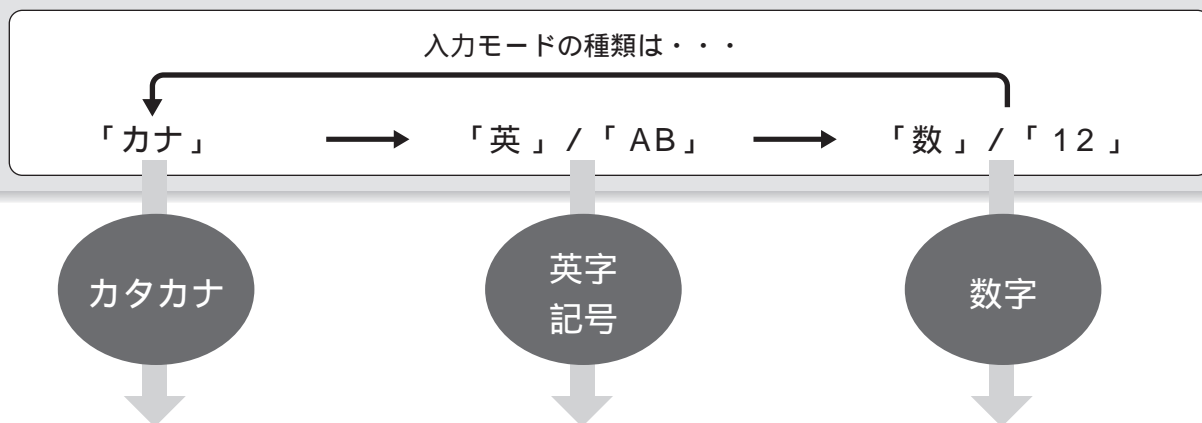 入力モードの種類は・・・
「カナ」 「英」/「AB」 「数」/「12」
カタカナ
英字
記号
数字